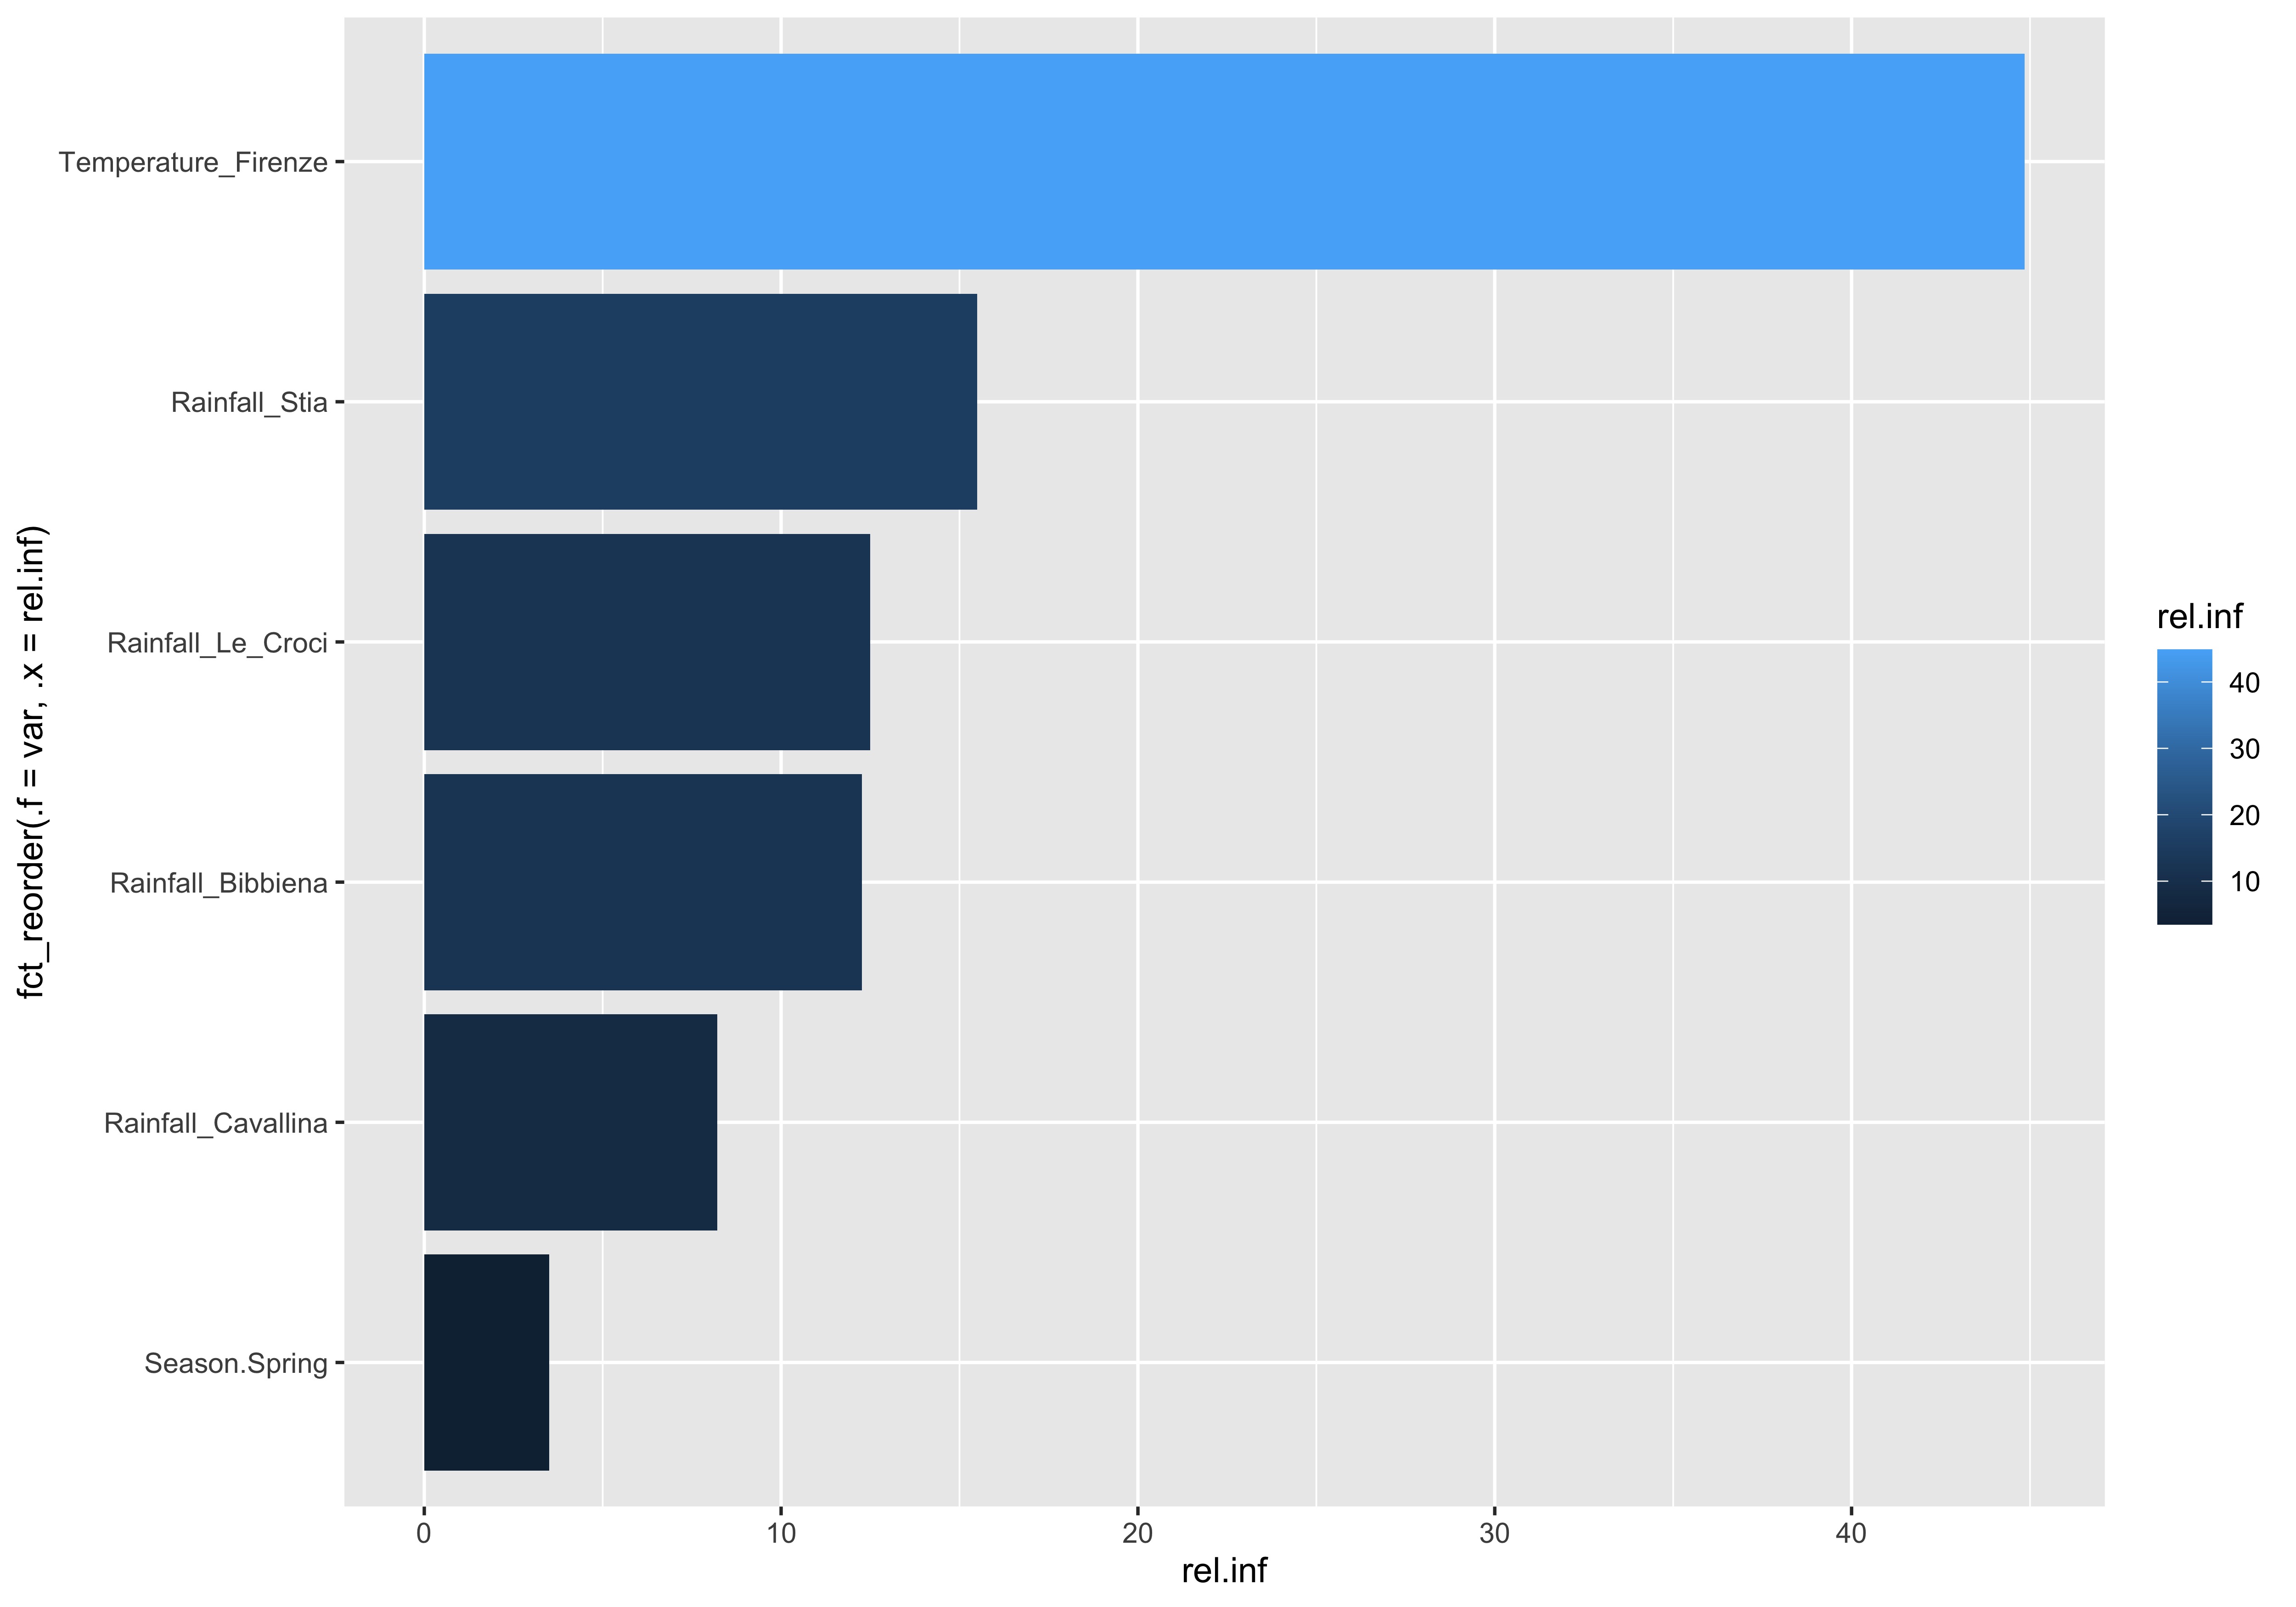 fct_reorder(.f = var, .x = rel.inf)
Temperature_Firenze
Rainfall_Stia
Rainfall_Le_Croci
Rainfall_Bibbiena
Rainfall_Cavallina
Season.Spring
0 10 20 30 40
rel.inf
rel.inf
40
30
20
10